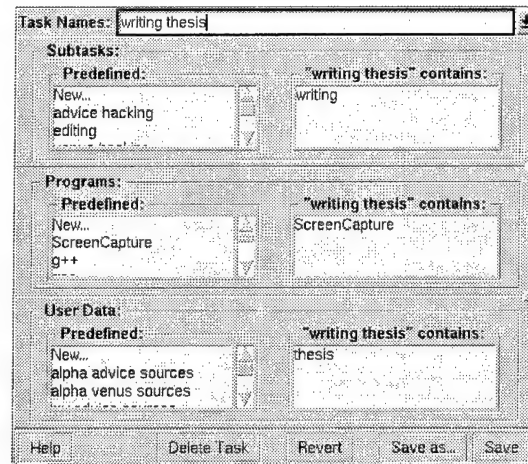 Task Names: writing thesis
Subtasks:
Predefined: "writing thesis" contains:
New... writing
advice hacking
editing
Programs:
Predefined: "writing thesis" contains:
New... ScreenCapture
ScreenCapture
g++
User Data:
Predefined: "writing thesis" contains:
New... thesis
alpha advice sources
alpha venus sources
Help Delete Task Revert Save as... Save